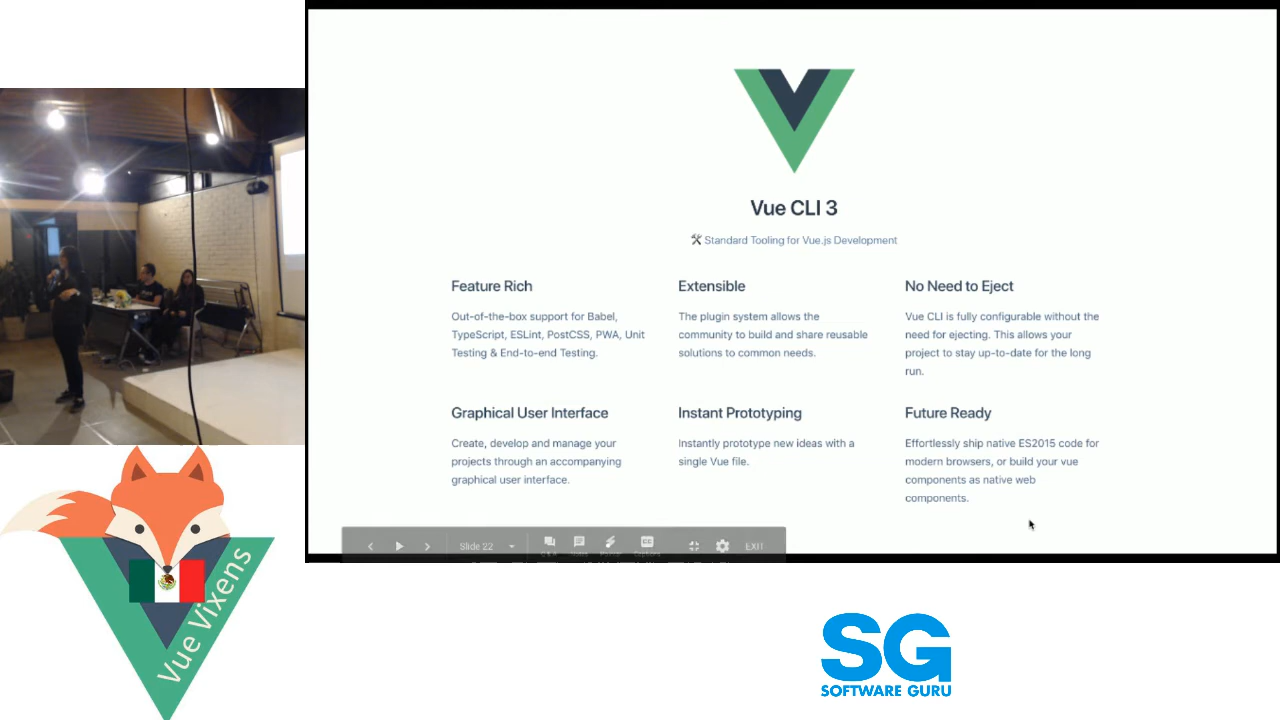 Vue CLI 3
🛠 Standard Tooling for Vue.js Development
Feature Rich
Out-of-the-box support for Babel,
TypeScript, ESLint, PostCSS, PWA, Unit
Testing & End-to-end Testing.
Extensible
The plugin system allows the
community to build and share reusable
solutions to common needs.
No Need to Eject
Vue CLI is fully configurable without the
need for ejecting. This allows your
project to stay up-to-date for the long
run.
Graphical User Interface
Create, develop and manage your
projects through an accompanying
graphical user interface.
Instant Prototyping
Instantly prototype new ideas with a
single Vue file.
Future Ready
Effortlessly ship native ES2015 code for
modern browsers, or build your vue
components as native web
components.
Slide 22
Q&A Notes Pointer Captions
EXIT
Vue Vixens
SG
SOFTWARE GURU